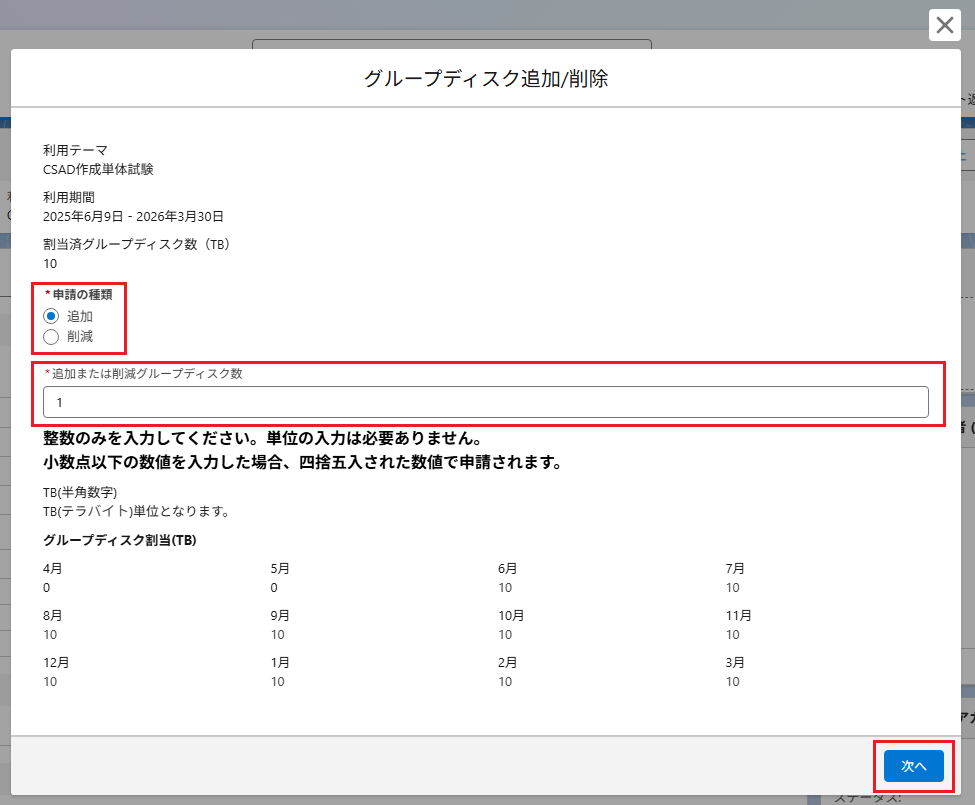 グループディスク追加/削除
利用テーマ
CSAD作成単体試験
利用期間
2025年6月9日 - 2026年3月30日
割当済グループディスク数（TB）
10
*申請の種類
追加
削減
*追加または削減グループディスク数
1
整数のみを入力してください。単位の入力は必要ありません。
小数点以下の数値を入力した場合、四捨五入された数値で申請されます。
TB(半角数字)
TB(テラバイト)単位となります。
グループディスク割当(TB)
4月 5月 6月 7月
0 0 10 10
8月 9月 10月 11月
10 10 10 10
12月 1月 2月 3月
10 10 10 10
次へ
ステータス: